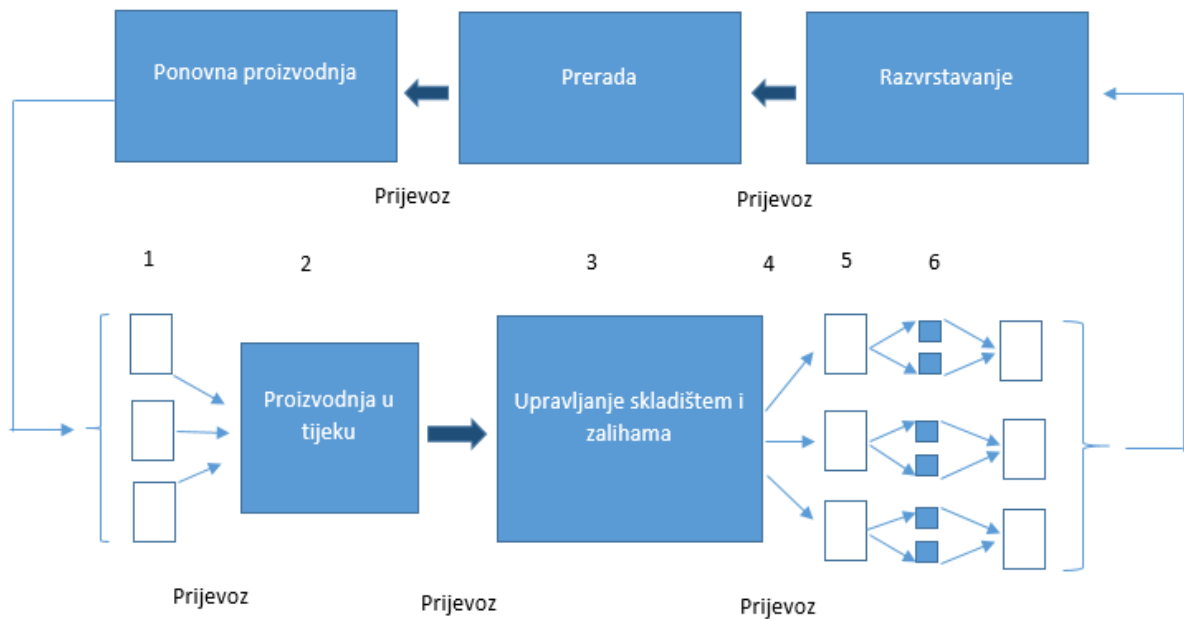 Ponovna proizvodnja
Prerada
Razvrstavanje
Prijevoz
Prijevoz
1
2
3
4
5
6
Proizvodnja u
tijeku
Upravljanje skladištem i
zalihama
Prijevoz
Prijevoz
Prijevoz